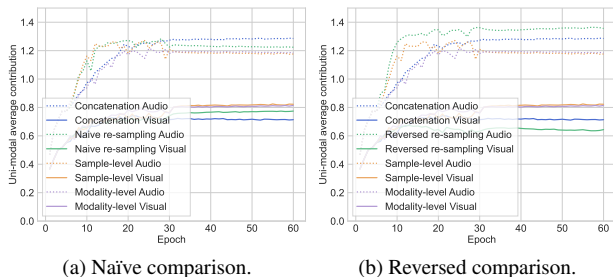 (a)
Uni-modal average contribution
1.4
1.2
1.0
0.8
0.6
0.4
0.2
0.0
Concatenation Audio
Concatenation Visual
Naive re-sampling Audio
Naive re-sampling Visual
Sample-level Audio
Sample-level Visual
Modality-level Audio
Modality-level Visual
0 10 20 30 40 50 60
Epoch
(a) Naïve comparison.
Uni-modal average contribution
1.4
1.2
1.0
0.8
0.6
0.4
0.2
0.0
Concatenation Audio
Concatenation Visual
Reversed re-sampling Audio
Reversed re-sampling Visual
Sample-level Audio
Sample-level Visual
Modality-level Audio
Modality-level Visual
0 10 20 30 40 50 60
Epoch
(b) Reversed comparison.